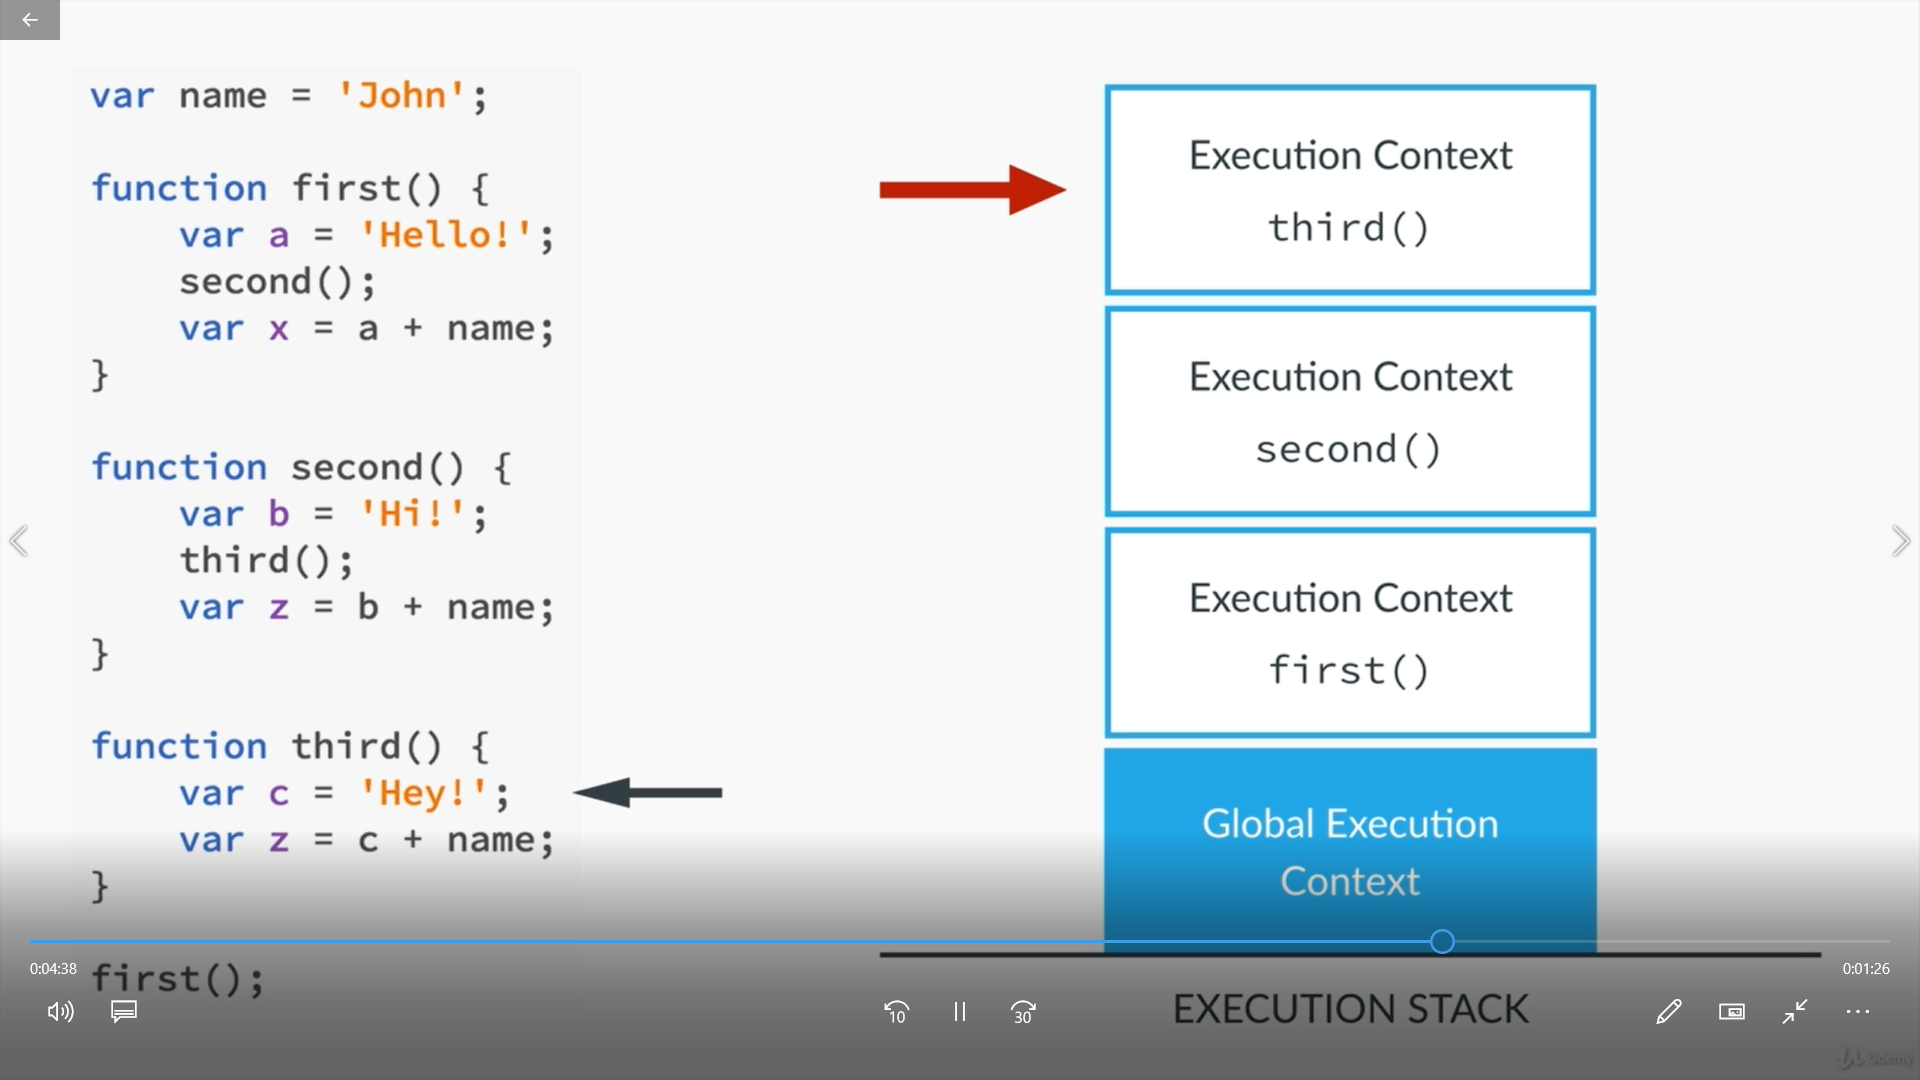 var name = 'John';
function first() {
    var a = 'Hello!';
    second();
    var x = a + name;
}
function second() {
    var b = 'Hi!';
    third();
    var z = b + name;
}
function third() {
    var c = 'Hey!';
    var z = c + name;
}
first();
Execution Context
third()
Execution Context
second()
Execution Context
first()
Global Execution
Context
EXECUTION STACK
0:04:38
0:01:26
10
30
Udemy